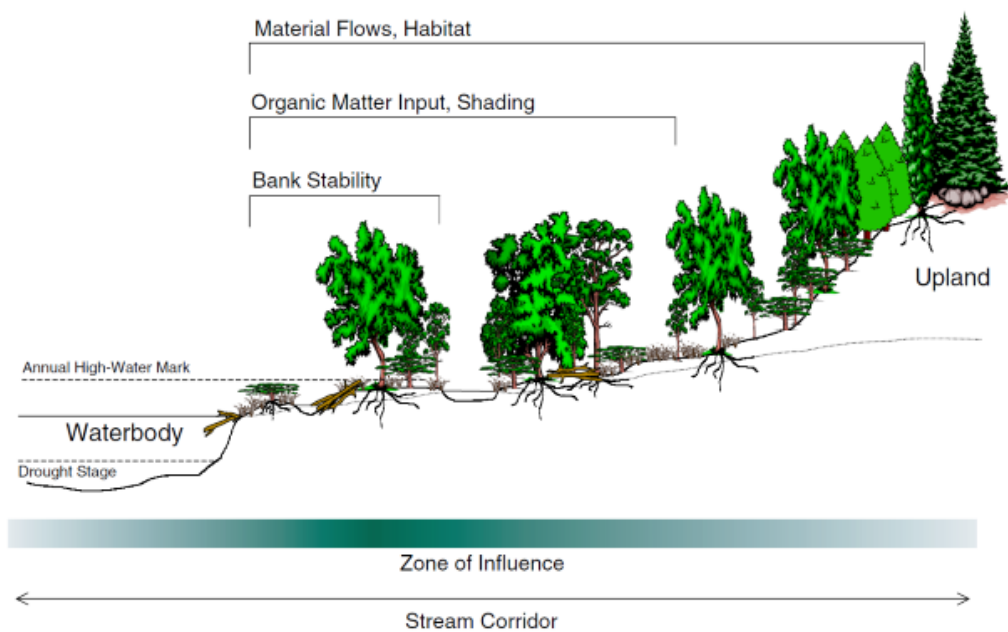 Material Flows, Habitat
Organic Matter Input, Shading
Bank Stability
Upland
Annual High-Water Mark
Waterbody
Drought Stage
Zone of Influence
Stream Corridor